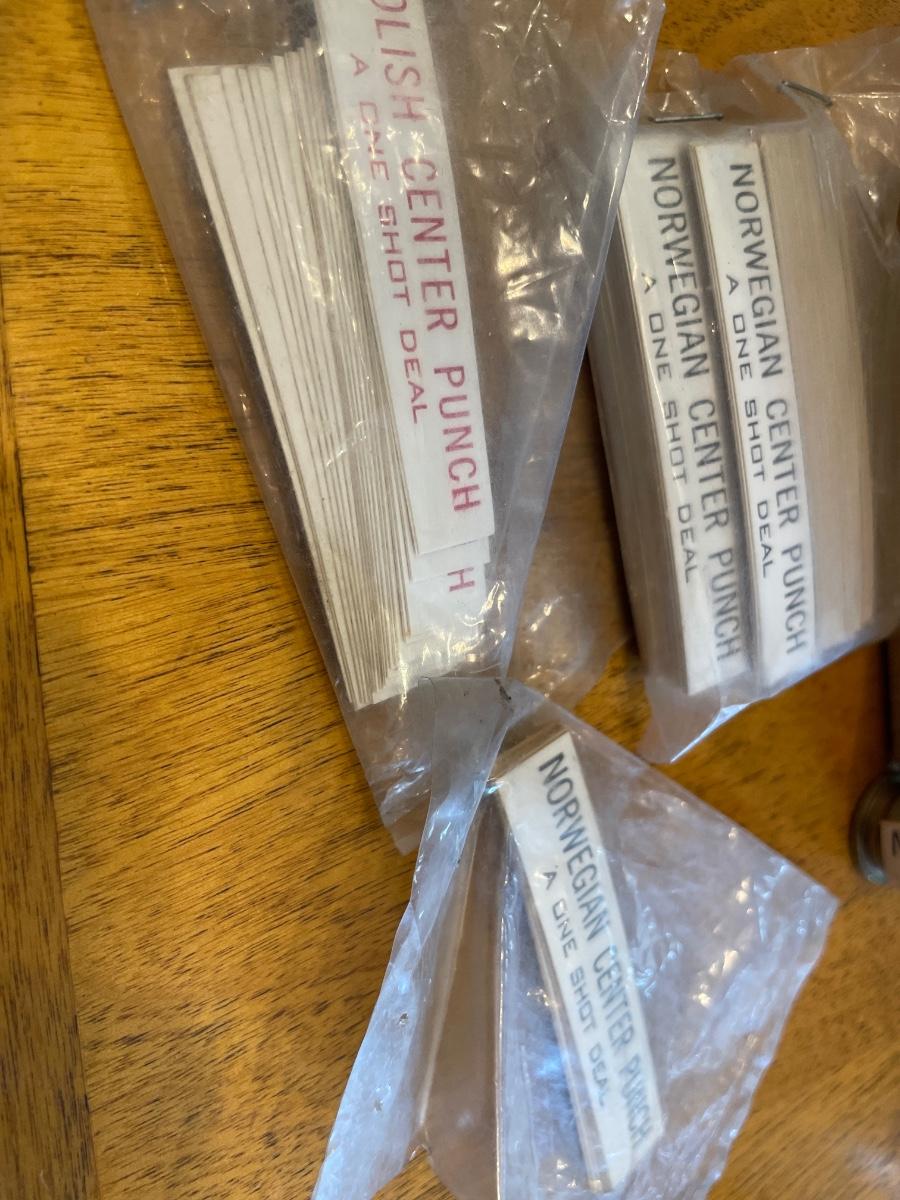 OLISH CENTER PUNCH
A ONE SHOT DEAL
H
NORWEGIAN CENTER PUNCH
A ONE SHOT DEAL
NORWEGIAN CENTER PUNCH
A ONE SHOT DEAL
NORWEGIAN CENTER PUNCH
A ONE SHOT DEAL
N